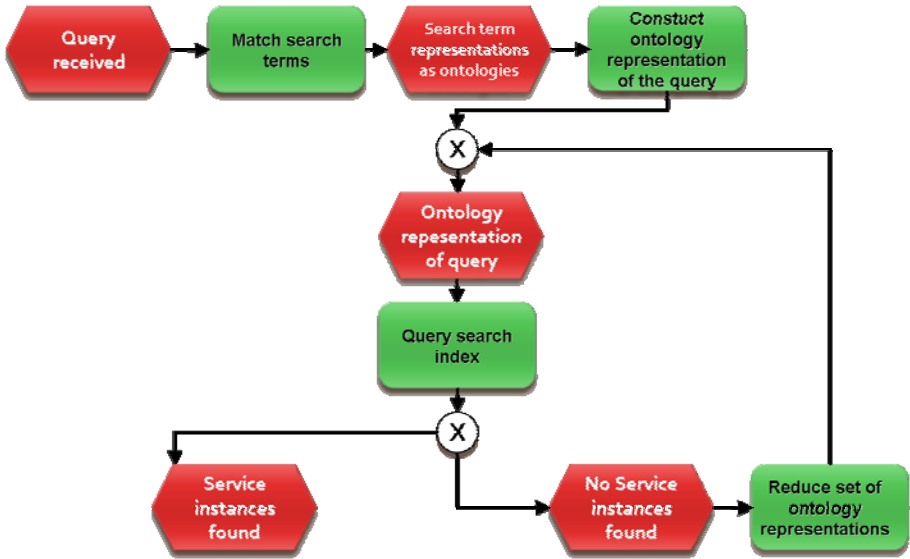 Query
received
Match search
terms
Search term
representations
as ontologies
Constuct
ontology
representation
of the query
X
Ontology
repesentation
of query
Query search
index
X
Service
instances
found
No Service
instances
found
Reduce set of
ontology
representations